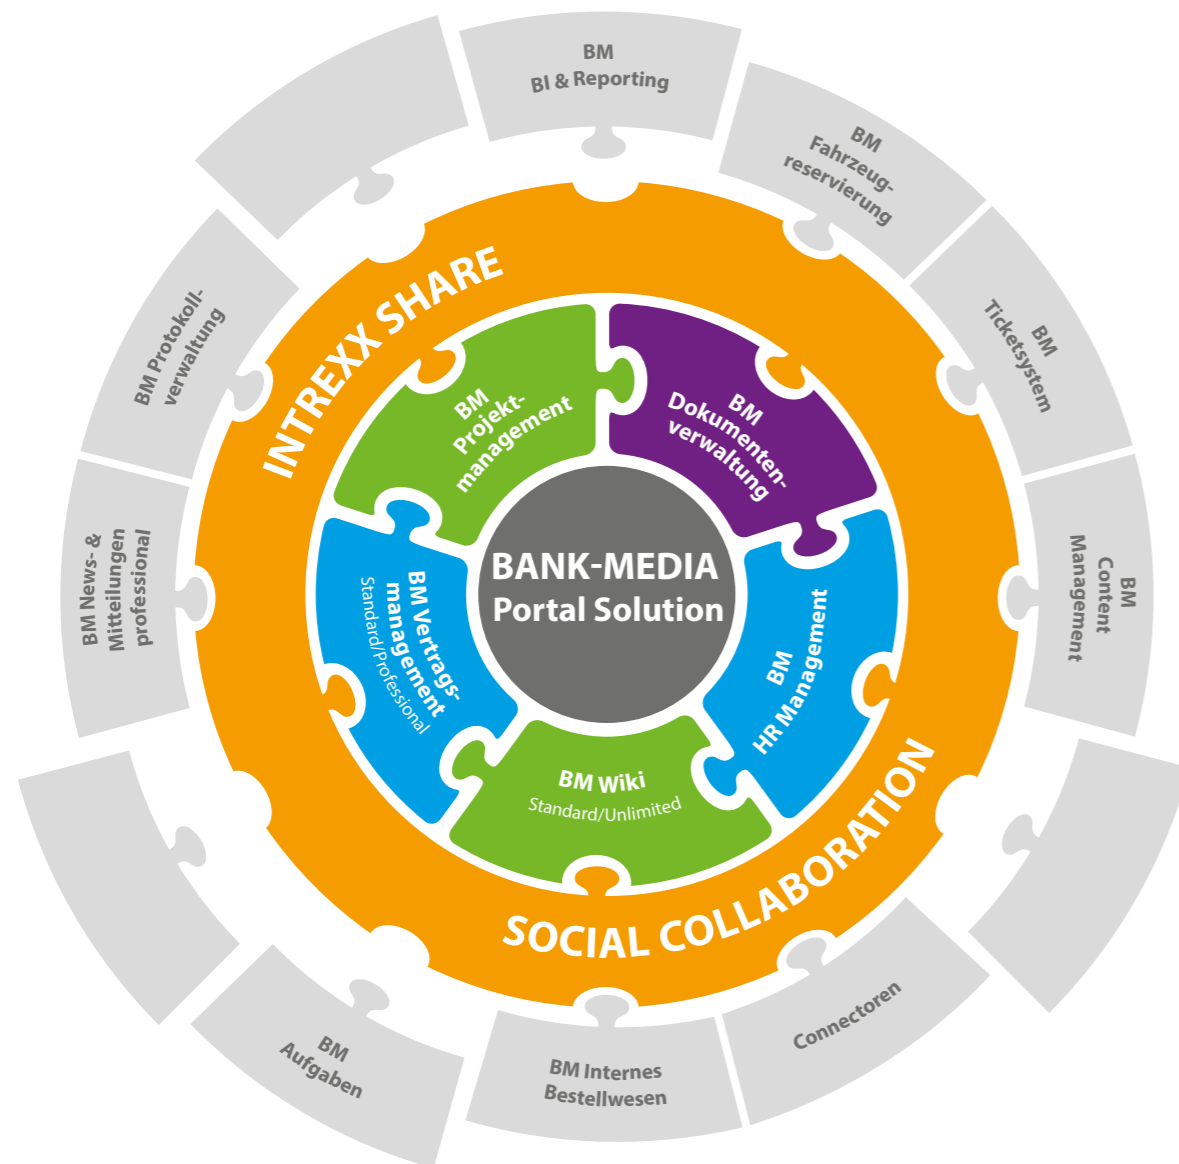 BM
BI & Reporting
BM
Fahrzeug-
reservierung
BM
Ticketsystem
BM
Content
Management
Connectoren
BM Internes
Bestellwesen
BM
Aufgaben
BM News- &
Mitteilungen
professional
BM Protokoll-
verwaltung
INTREXX SHARE
SOCIAL COLLABORATION
BM
Projekt-
management
BM
Dokumenten-
verwaltung
BM
HR Management
BM Wiki
Standard/Unlimited
BM Vertrags-
management
Standard/Professional
BANK-MEDIA
Portal Solution